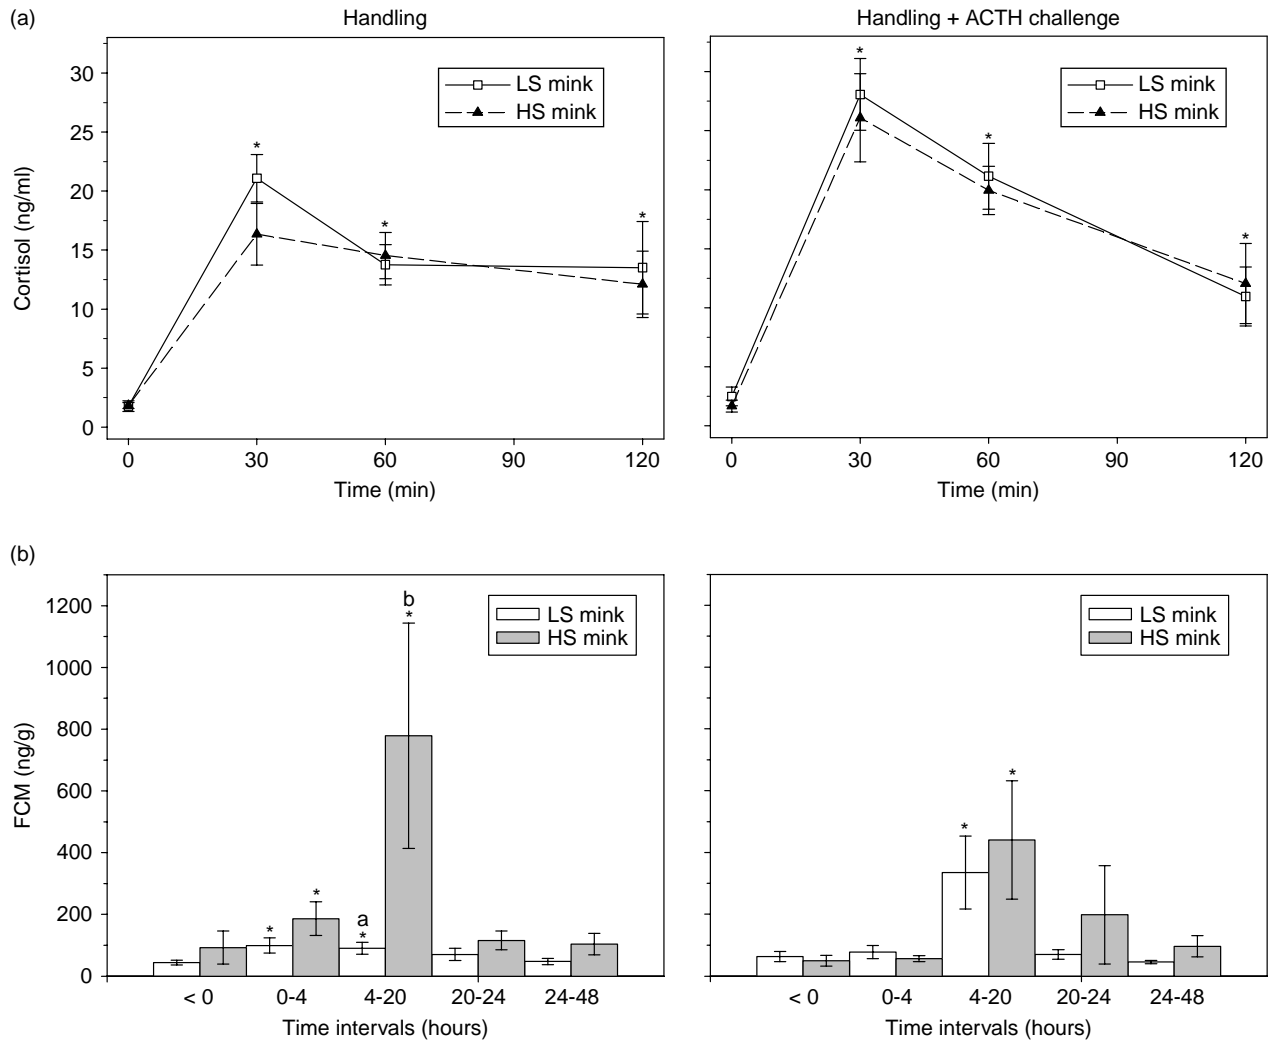 (a)
Handling
Handling + ACTH challenge
LS mink
HS mink
LS mink
HS mink
Cortisol (ng/ml)
30
25
20
15
10
5
0
* * *
* * *
0 30 60 90 120
0 30 60 90 120
Time (min)
Time (min)
(b)
LS mink
HS mink
LS mink
HS mink
FCM (ng/g)
1200
1000
800
600
400
200
0
b
*
a
*
* *
* *
< 0 0-4 4-20 20-24 24-48
< 0 0-4 4-20 20-24 24-48
Time intervals (hours)
Time intervals (hours)